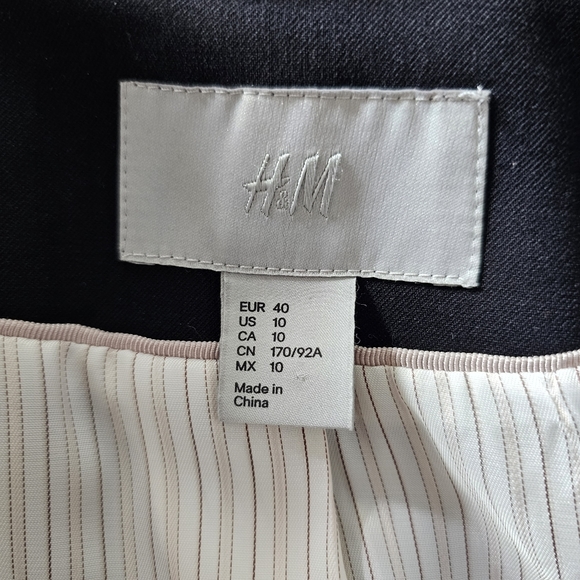 H&M
EUR 40
US 10
CA 10
CN 170/92A
MX 10
Made in
China